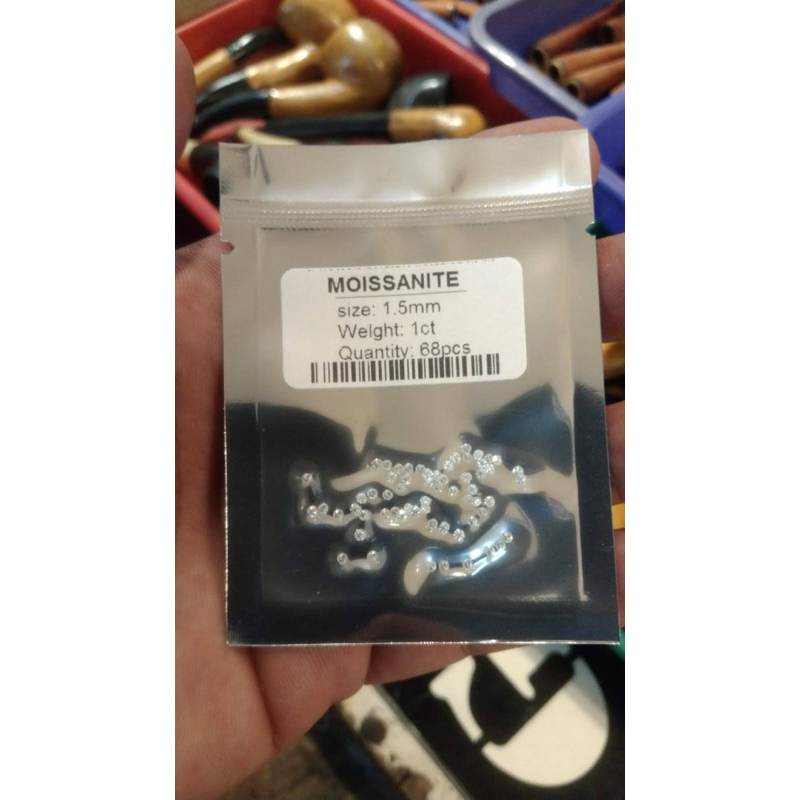 MOISSANITE
size: 1.5mm
Welght: 1ct
Quantity: 68pcs